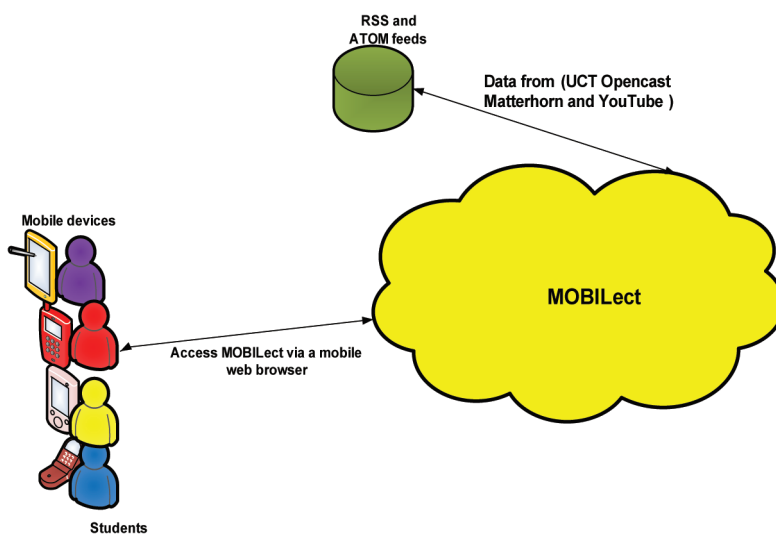 RSS and
ATOM feeds
Data from (UCT Opencast
Matterhorn and YouTube )
Mobile devices
MOBILect
Access MOBILect via a mobile
web browser
Students